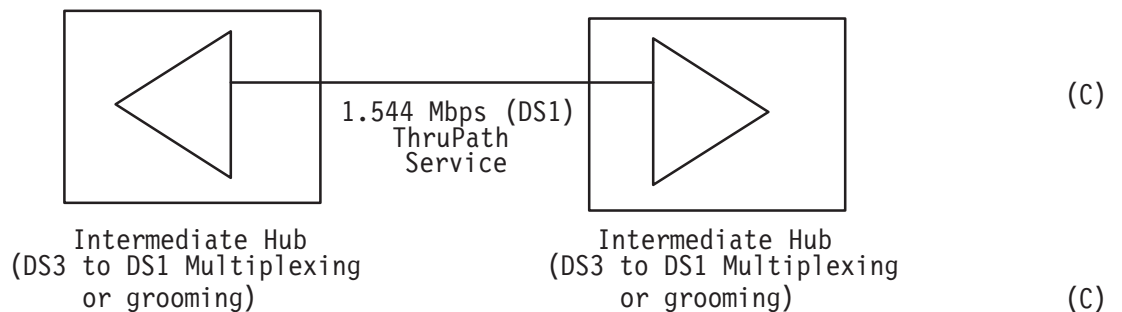 (C)
1.544 Mbps (DS1)
ThruPath
Service
Intermediate Hub
(DS3 to DS1 Multiplexing
or grooming)
Intermediate Hub
(DS3 to DS1 Multiplexing
or grooming)
(C)